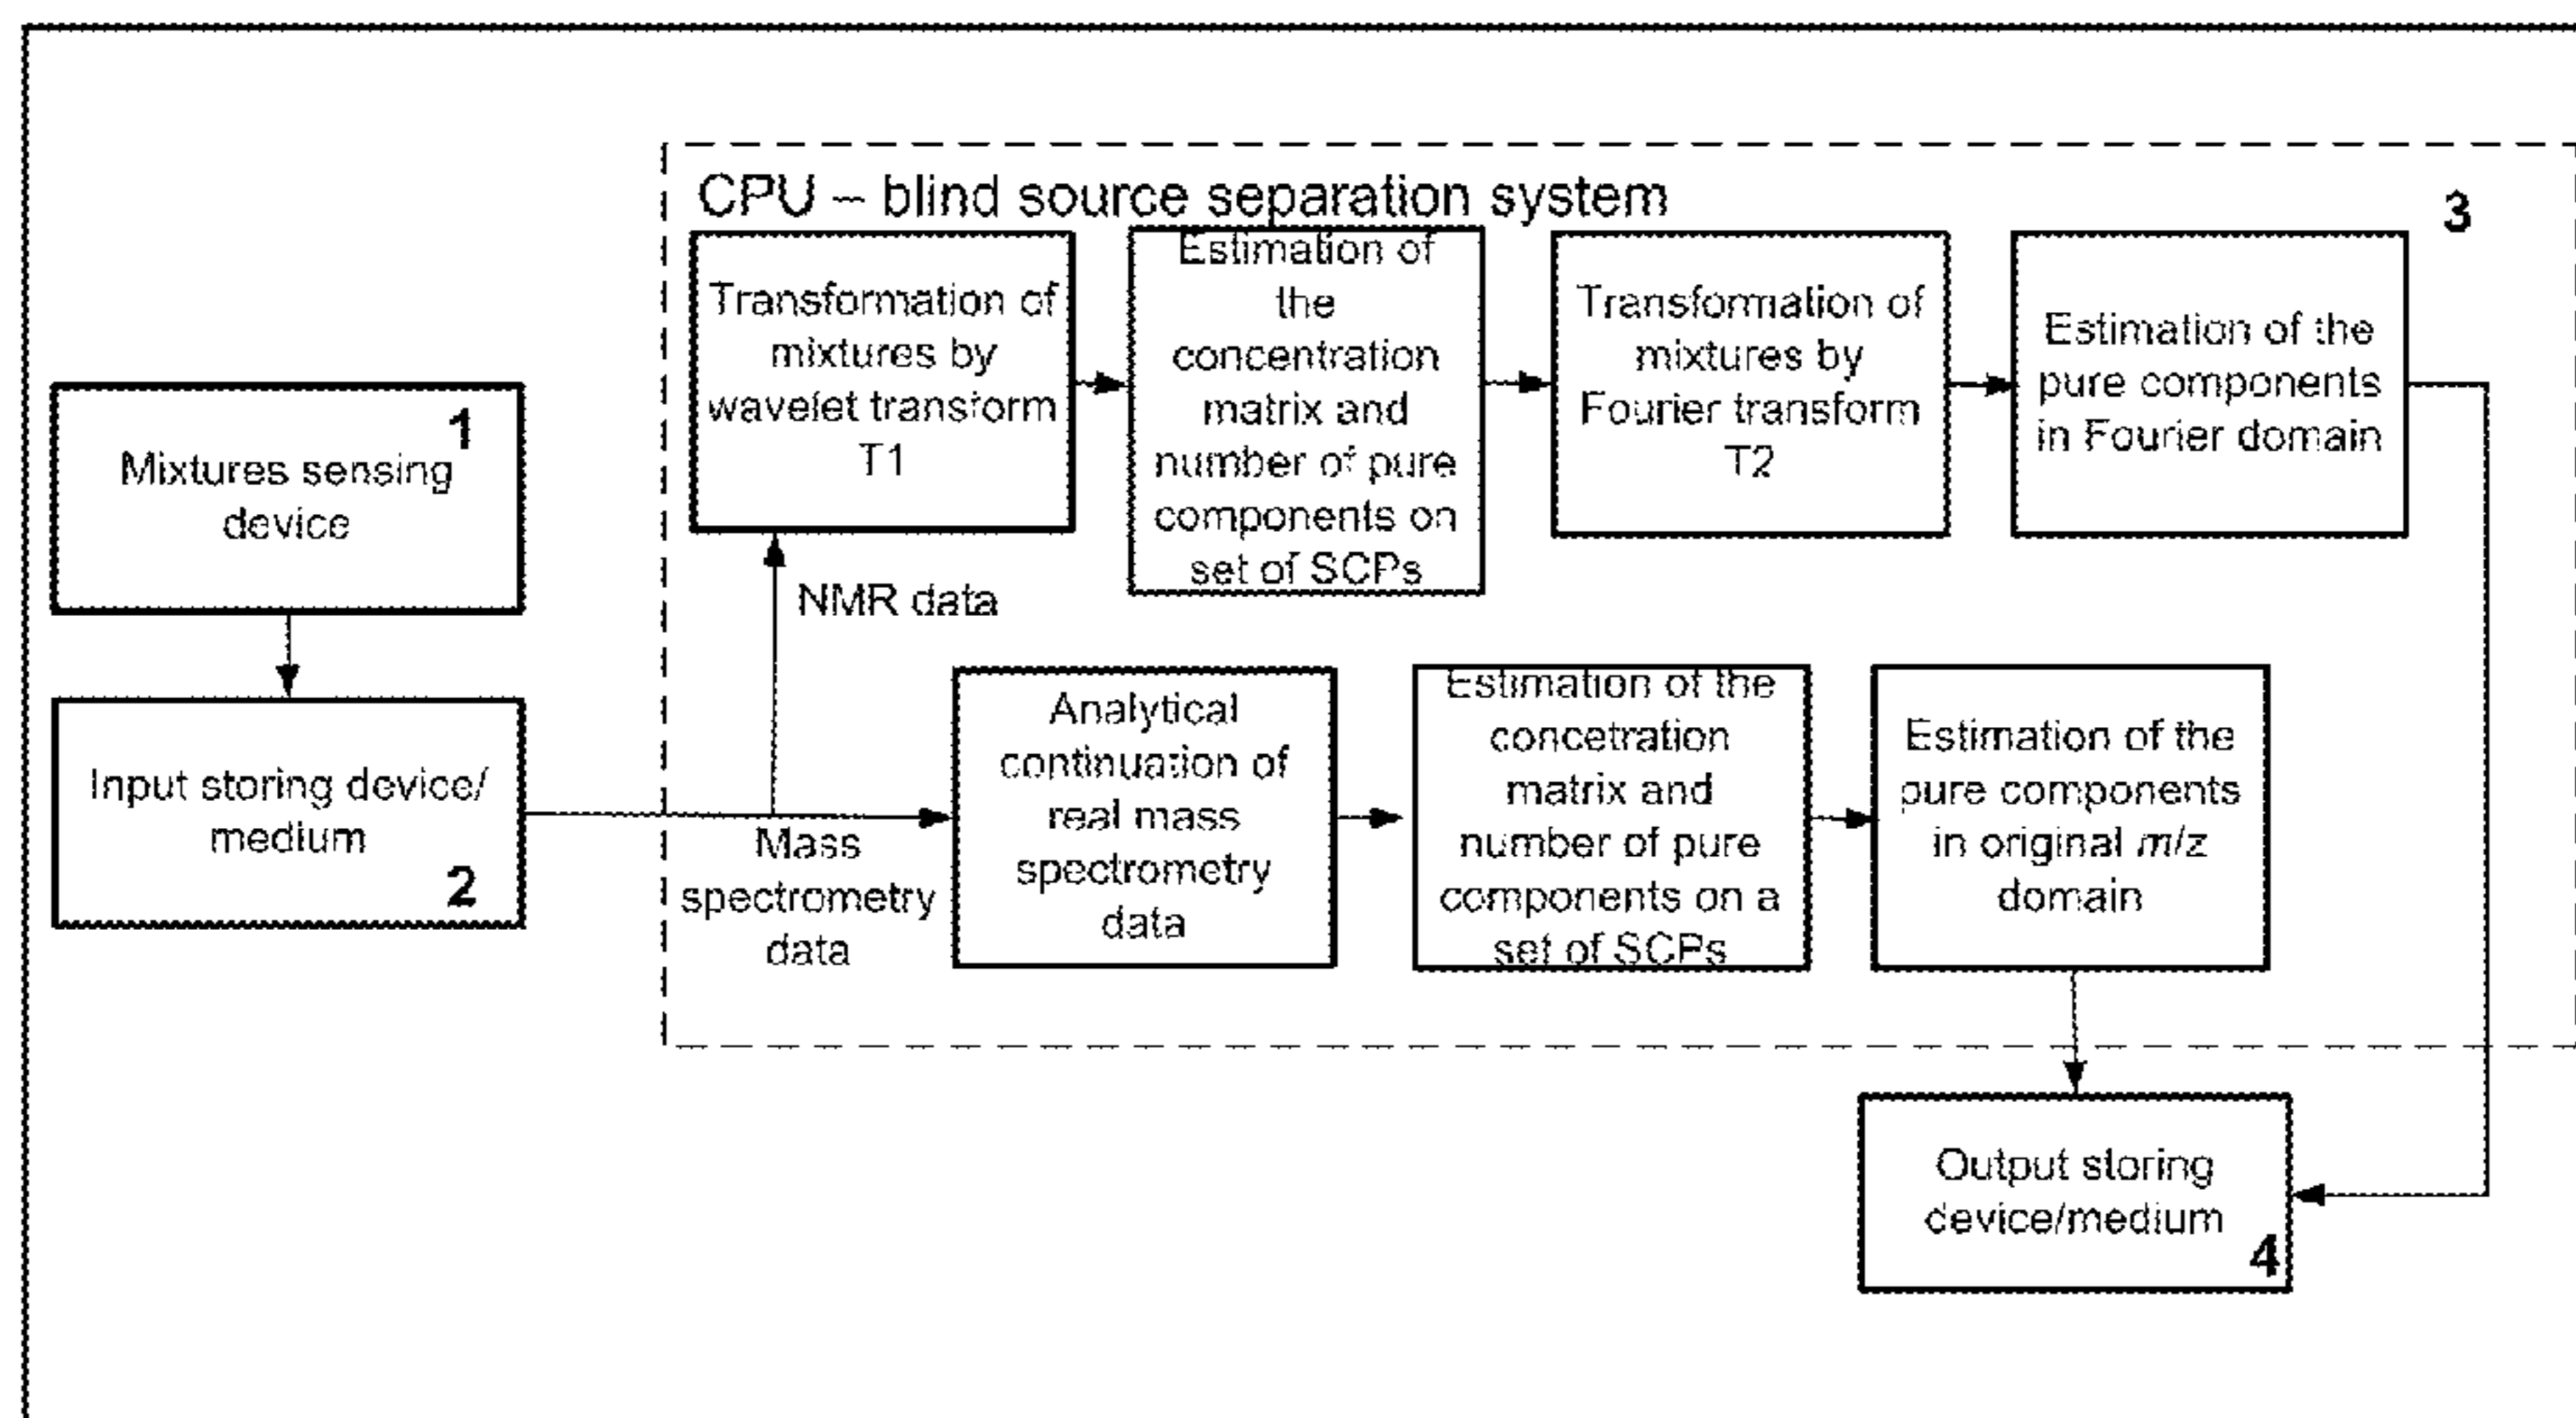 CPU – blind source separation system
3
Transformation of
mixtures by
wavelet transform
T1
Estimation of
the
concentration
matrix and
number of pure
components on
set of SCPs
Transformation of
mixtures by
Fourier transform
T2
Estimation of the
pure components
in Fourier domain
1
Mixtures sensing
device
NMR data
Input storing device/
medium
2
Mass
spectrometry
data
Analytical
continuation of
real mass
spectrometry
data
Estimation of the
concetration
matrix and
number of pure
components on a
set of SCPs
Estimation of the
pure components
in original m/z
domain
Output storing
device/medium
4